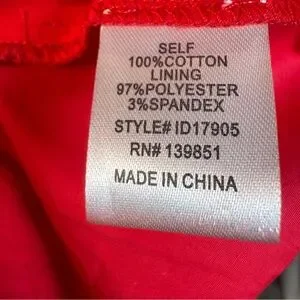 SELF
100%COTTON
LINING
97%POLYESTER
3%SPANDEX
STYLE# ID17905
RN# 139851
MADE IN CHINA